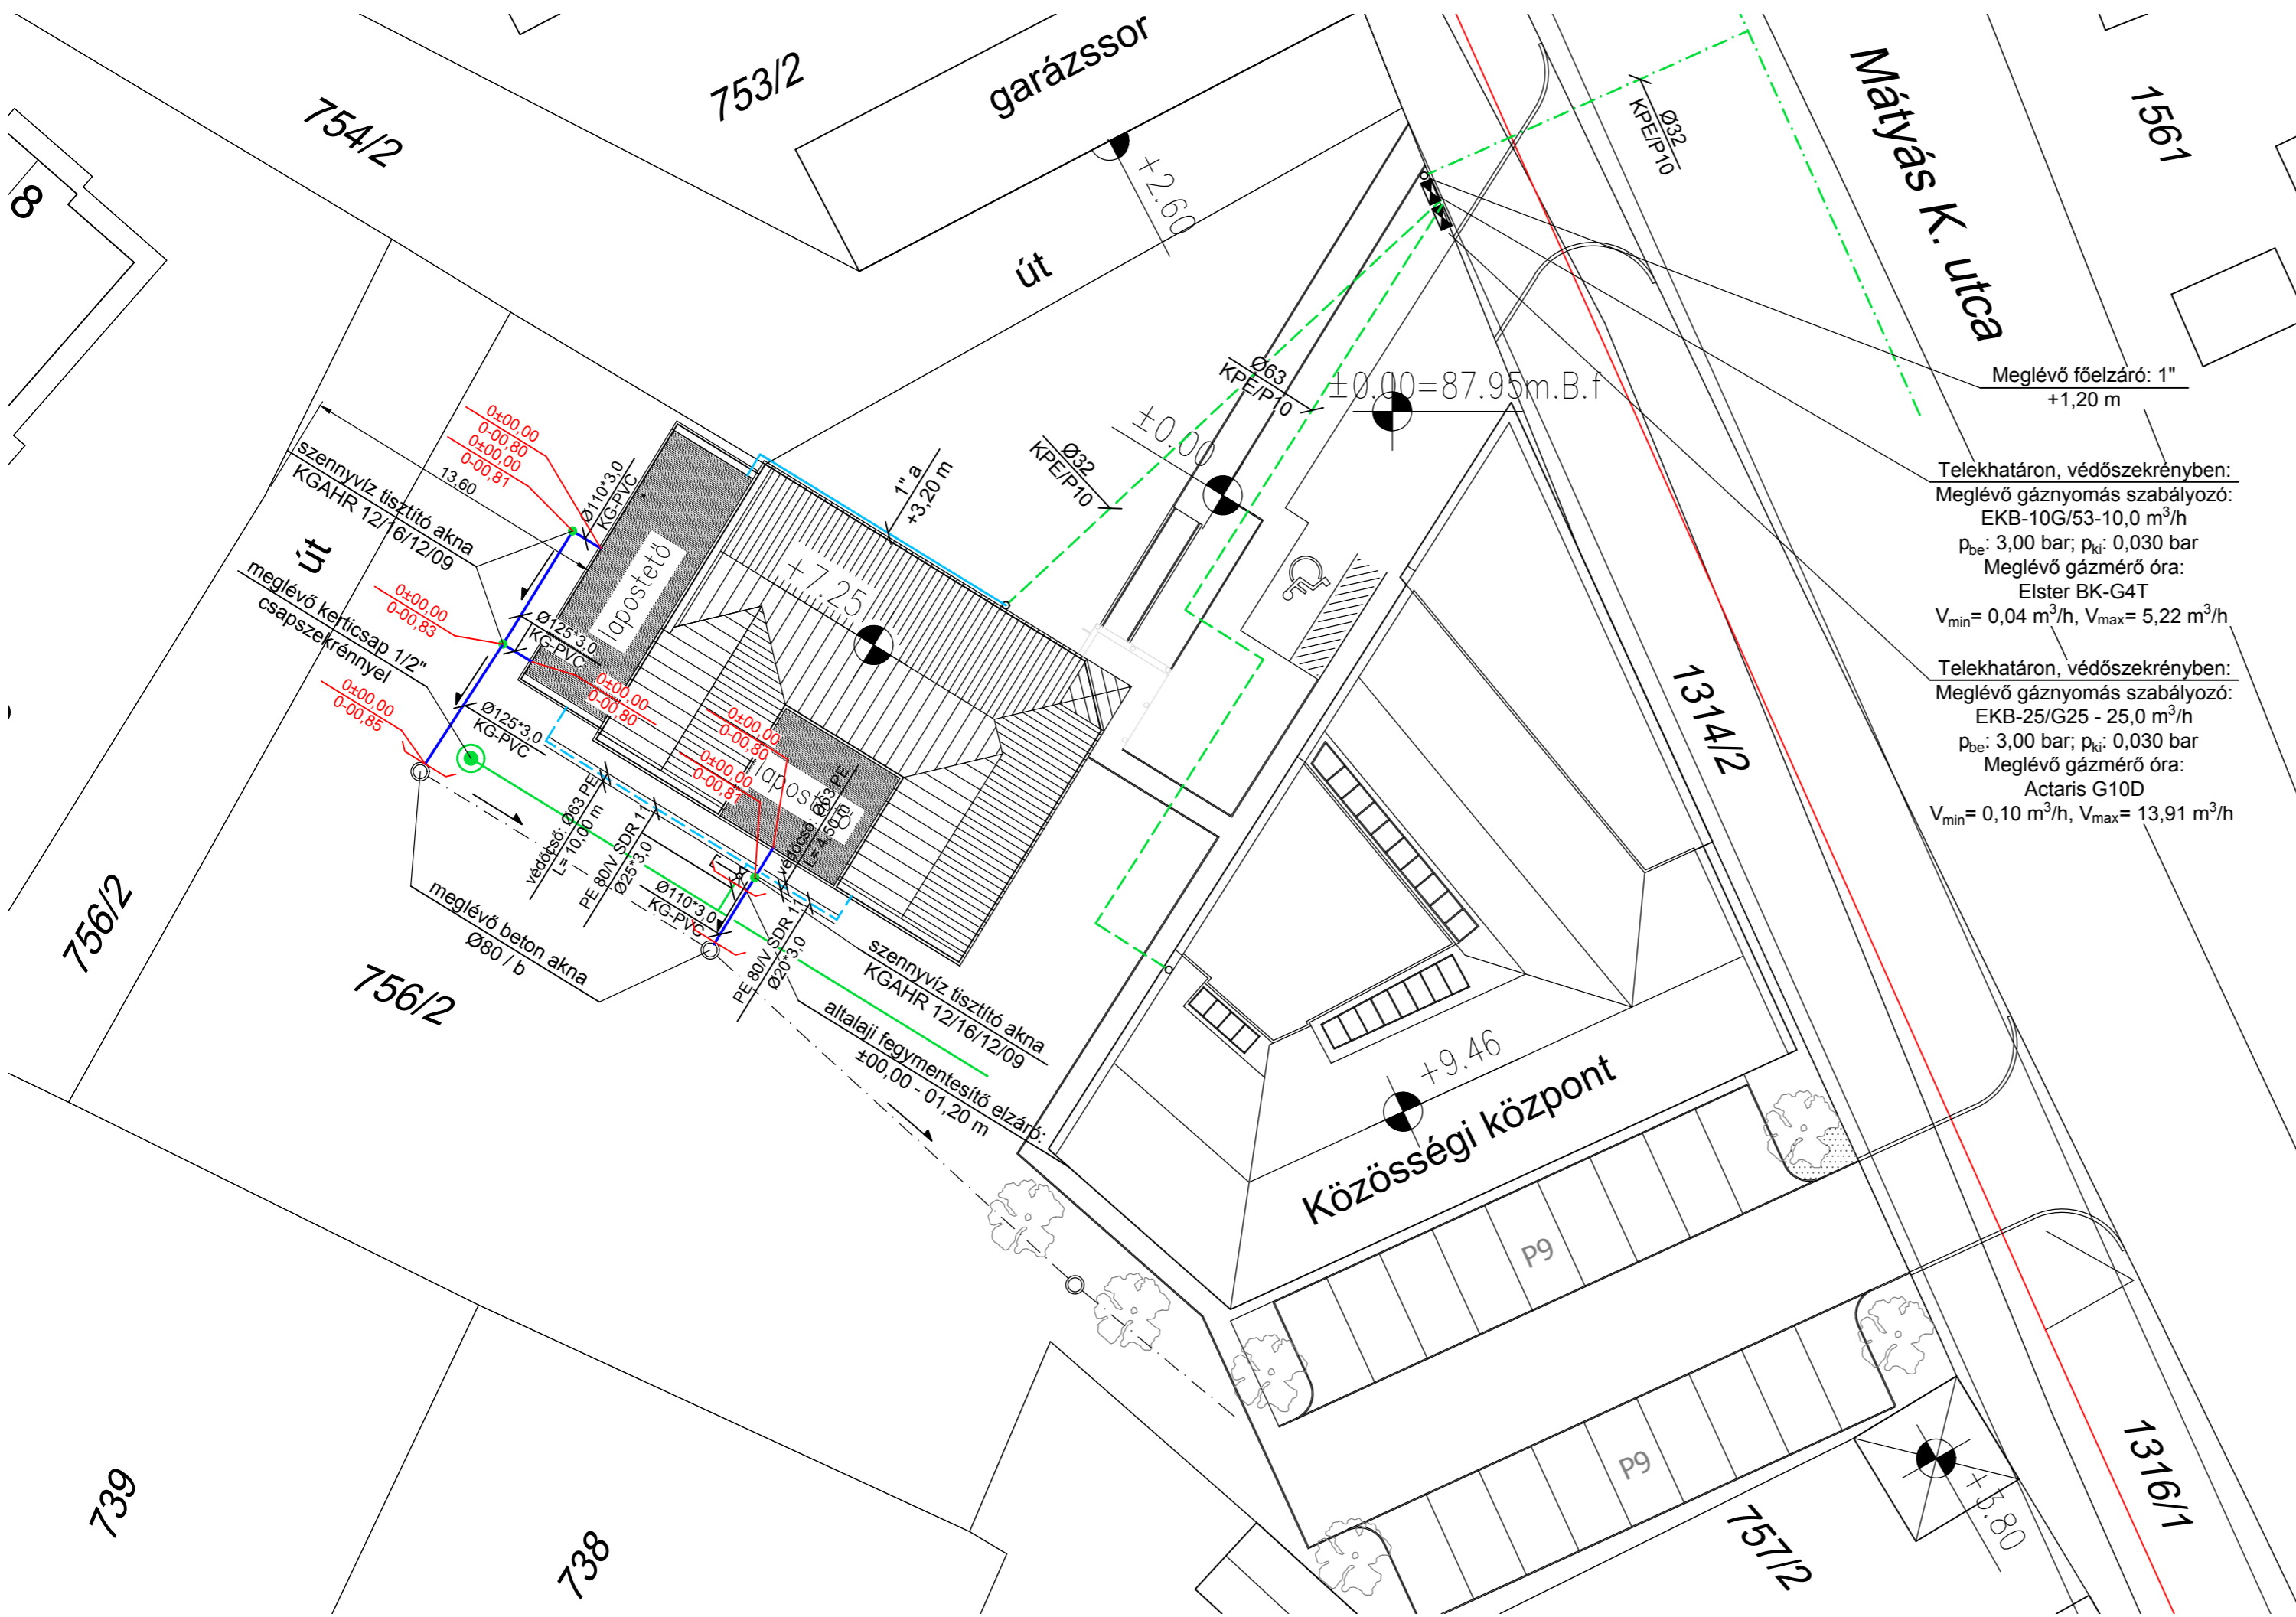 753/2
garázssor
754/2
8
+2.60
út
Mátyás K. utca
1561
Ø32
KPE/P10
Ø63
KPE/P10
±0.00=87.95m.B.f
±0.00
Ø32
KPE/P10
1" a
+3,20 m
Meglévő főelzáró: 1"
+1,20 m
Telekhatáron, védőszekrényben:
Meglévő gáznyomás szabályozó:
EKB-10G/53-10,0 m³/h
pbe: 3,00 bar; pki: 0,030 bar
Meglévő gázmérő óra:
Elster BK-G4T
Vmin= 0,04 m³/h, Vmax= 5,22 m³/h
Telekhatáron, védőszekrényben:
Meglévő gáznyomás szabályozó:
EKB-25/G25 - 25,0 m³/h
pbe: 3,00 bar; pki: 0,030 bar
Meglévő gázmérő óra:
Actaris G10D
Vmin= 0,10 m³/h, Vmax= 13,91 m³/h
0±00,00
0-00,80
0±00,00
0-00,81
13,60
szennyvíz tisztító akna
KGAHR 12/16/12/09
út
Ø110*3,0
KG-PVC
lapostető
+7.25
meglévő kerticsap 1/2"
csapszekrénnyel
0±00,00
0-00,83
Ø125*3,0
KG-PVC
0±00,00
0-00,85
Ø125*3,0
KG-PVC
0±00,00
0-00,80
0±00,00
0-00,80
0±00,00
0-00,81
lapostető
védőcső: Ø63 PE
L= 10,00 m
PE 80/V SDR 11
Ø25*3,0
védőcső: Ø63 PE
L= 4,50 m
Ø110*3,0
KG-PVC
PE 80/V SDR 11
Ø20*3,0
meglévő beton akna
Ø80 / b
szennyvíz tisztító akna
KGAHR 12/16/12/09
altalaji fegymentesítő elzáró:
±00,00 - 01,20 m
756/2
756/2
1314/2
+9.46
Közösségi központ
P9
P9
739
738
757/2
+3.80
1316/1